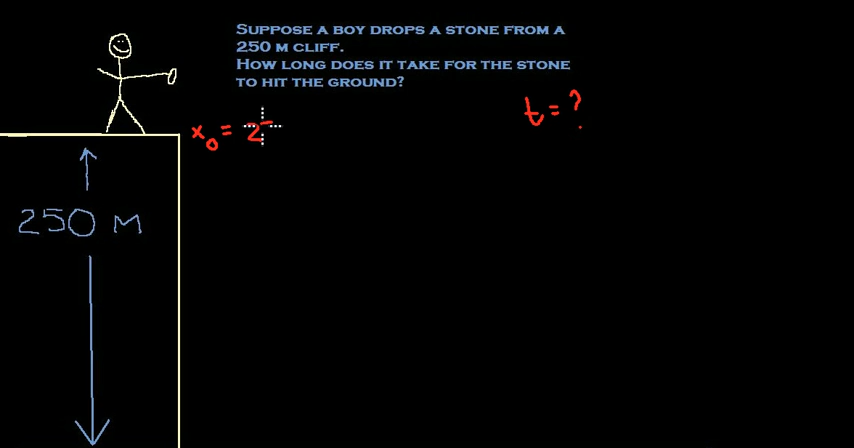 SUPPOSE A BOY DROPS A STONE FROM A
250 M CLIFF.
HOW LONG DOES IT TAKE FOR THE STONE
TO HIT THE GROUND?
t = ?
x₀ = 2
250 M